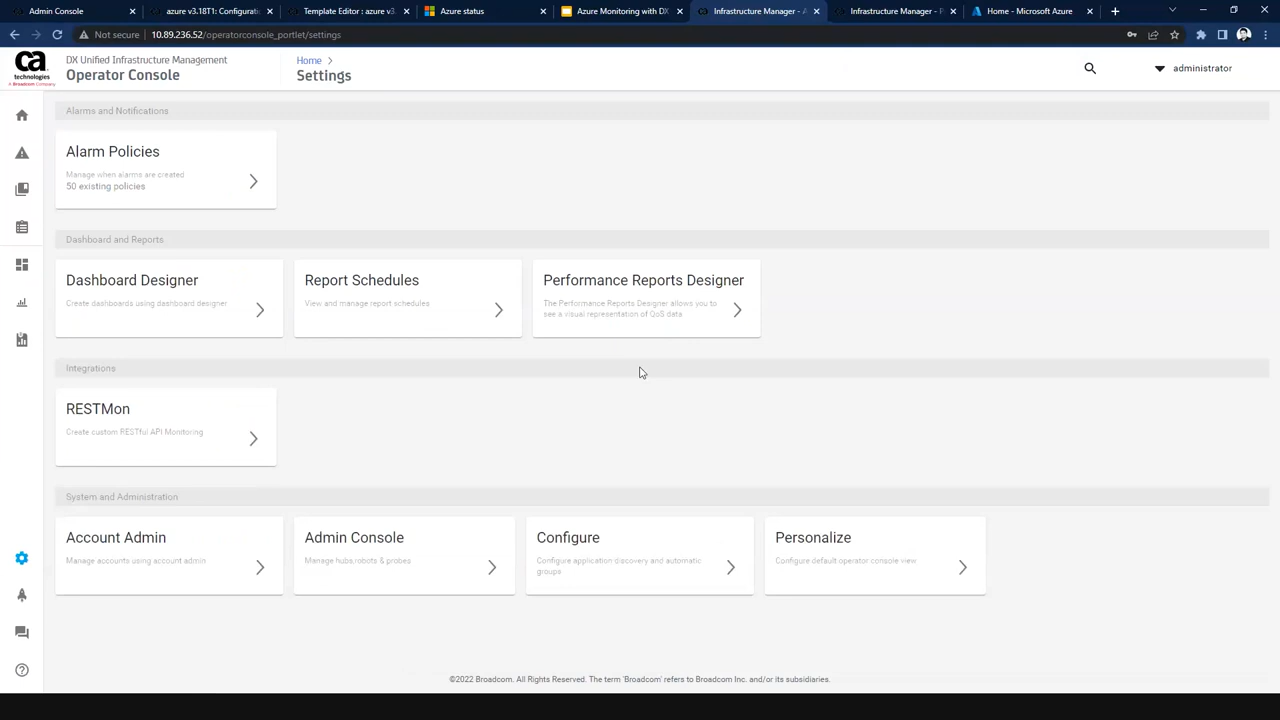 Admin Console
azure v3.18T1: Configurati
Template Editor : azure v3.
Azure status
Azure Monitoring with DX
Infrastructure Manager - A
Infrastructure Manager - F
Home - Microsoft Azure
Not secure
10.89.236.52/operatorconsole_portlet/settings
ca
technologies
A Broadcom Company
DX Unified Infrastructure Management
Operator Console
Home
Settings
administrator
Alarms and Notifications
Alarm Policies
Manage when alarms are created
50 existing policies
Dashboard and Reports
Dashboard Designer
Create dashboards using dashboard designer
Report Schedules
View and manage report schedules
Performance Reports Designer
The Performance Reports Designer allows you to
see a visual representation of QoS data
Integrations
RESTMon
Create custom RESTful API Monitoring
System and Administration
Account Admin
Manage accounts using account admin
Admin Console
Manage hubs,robots & probes
Configure
Configure application discovery and automatic
groups
Personalize
Configure default operator console view
©2022 Broadcom. All Rights Reserved. The term 'Broadcom' refers to Broadcom Inc. and/or its subsidiaries.